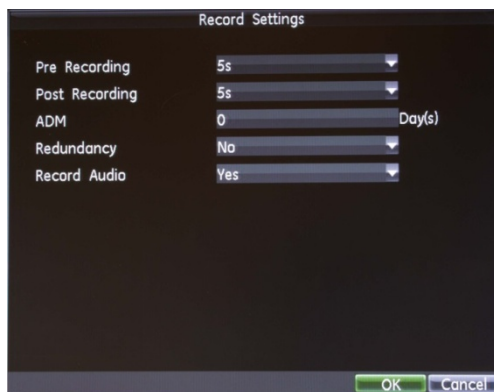 Record Settings
Pre Recording 5s
Post Recording 5s
ADM 0 Day(s)
Redundancy No
Record Audio Yes
OK Cancel